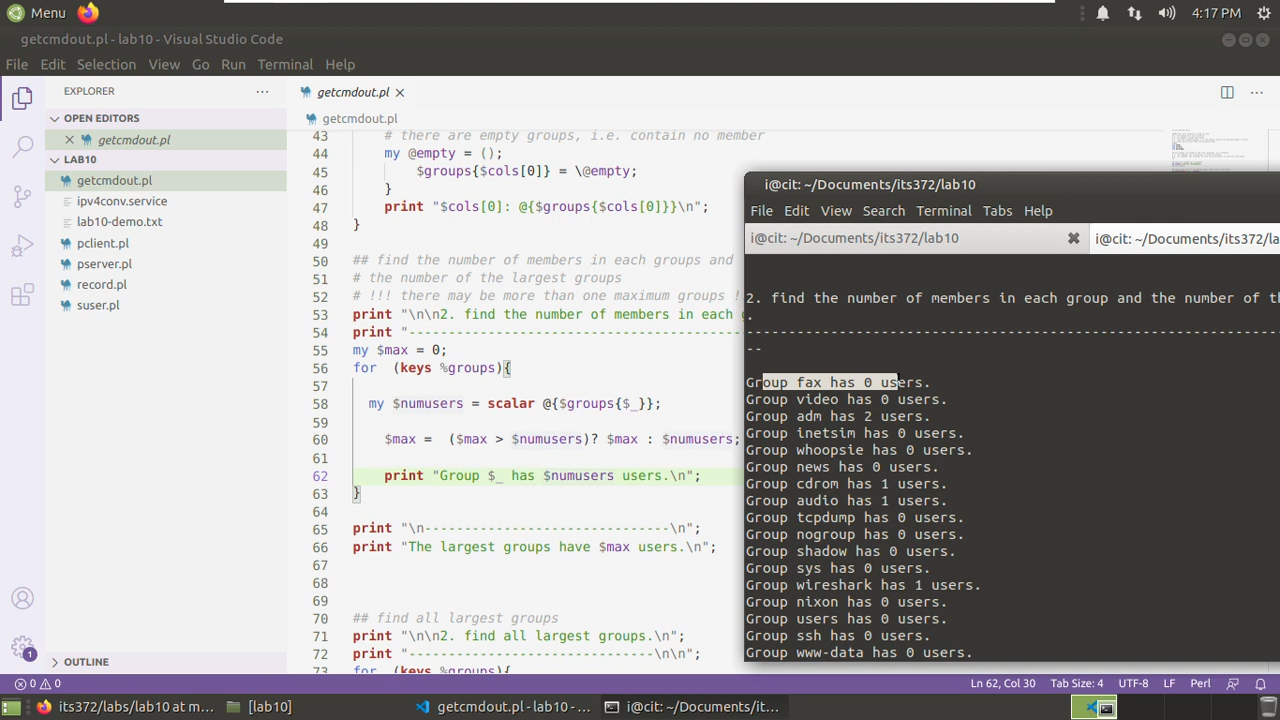 Menu
4:17 PM
getcmdout.pl - lab10 - Visual Studio Code
File Edit Selection View Go Run Terminal Help
EXPLORER
OPEN EDITORS
getcmdout.pl
LAB10
getcmdout.pl
ipv4conv.service
lab10-demo.txt
pclient.pl
pserver.pl
record.pl
suser.pl
OUTLINE
1
getcmdout.pl
getcmdout.pl
43 # there are empty groups, i.e. contain no member
44 my @empty = ();
45 $groups{$cols[0]} = \@empty;
46 }
47 print "$cols[0]: @{$groups{$cols[0]}}\n";
48 }
49
50 ## find the number of members in each groups and
51 # the number of the largest groups
52 # !!! there may be more than one maximum groups !
53 print "\n\n2. find the number of members in each
54 print "-----------------------------------------
55 my $max = 0;
56 for (keys %groups){
57
58 my $numusers = scalar @{$groups{$_}};
59
60 $max = ($max > $numusers)? $max : $numusers;
61
62 print "Group $_ has $numusers users.\n";
63 }
64
65 print "\n-------------------------------\n";
66 print "The largest groups have $max users.\n";
67
68
69
70 ## find all largest groups
71 print "\n\n2. find all largest groups.\n";
72 print "-------------------------------\n\n";
73 for (keys %groups){
i@cit: ~/Documents/its372/lab10
File Edit View Search Terminal Tabs Help
i@cit: ~/Documents/its372/lab10
i@cit: ~/Documents/its372/la
2. find the number of members in each group and the number of
.
----------------------------------------------------------------
--
Group fax has 0 users.
Group video has 0 users.
Group adm has 2 users.
Group inetsim has 0 users.
Group whoopsie has 0 users.
Group news has 0 users.
Group cdrom has 1 users.
Group audio has 1 users.
Group tcpdump has 0 users.
Group nogroup has 0 users.
Group shadow has 0 users.
Group sys has 0 users.
Group wireshark has 1 users.
Group nixon has 0 users.
Group users has 0 users.
Group ssh has 0 users.
Group www-data has 0 users.
0 0
Ln 62, Col 30 Tab Size: 4 UTF-8 LF Perl
its372/labs/lab10 at m...
[lab10]
getcmdout.pl - lab10 - ...
i@cit: ~/Documents/it...